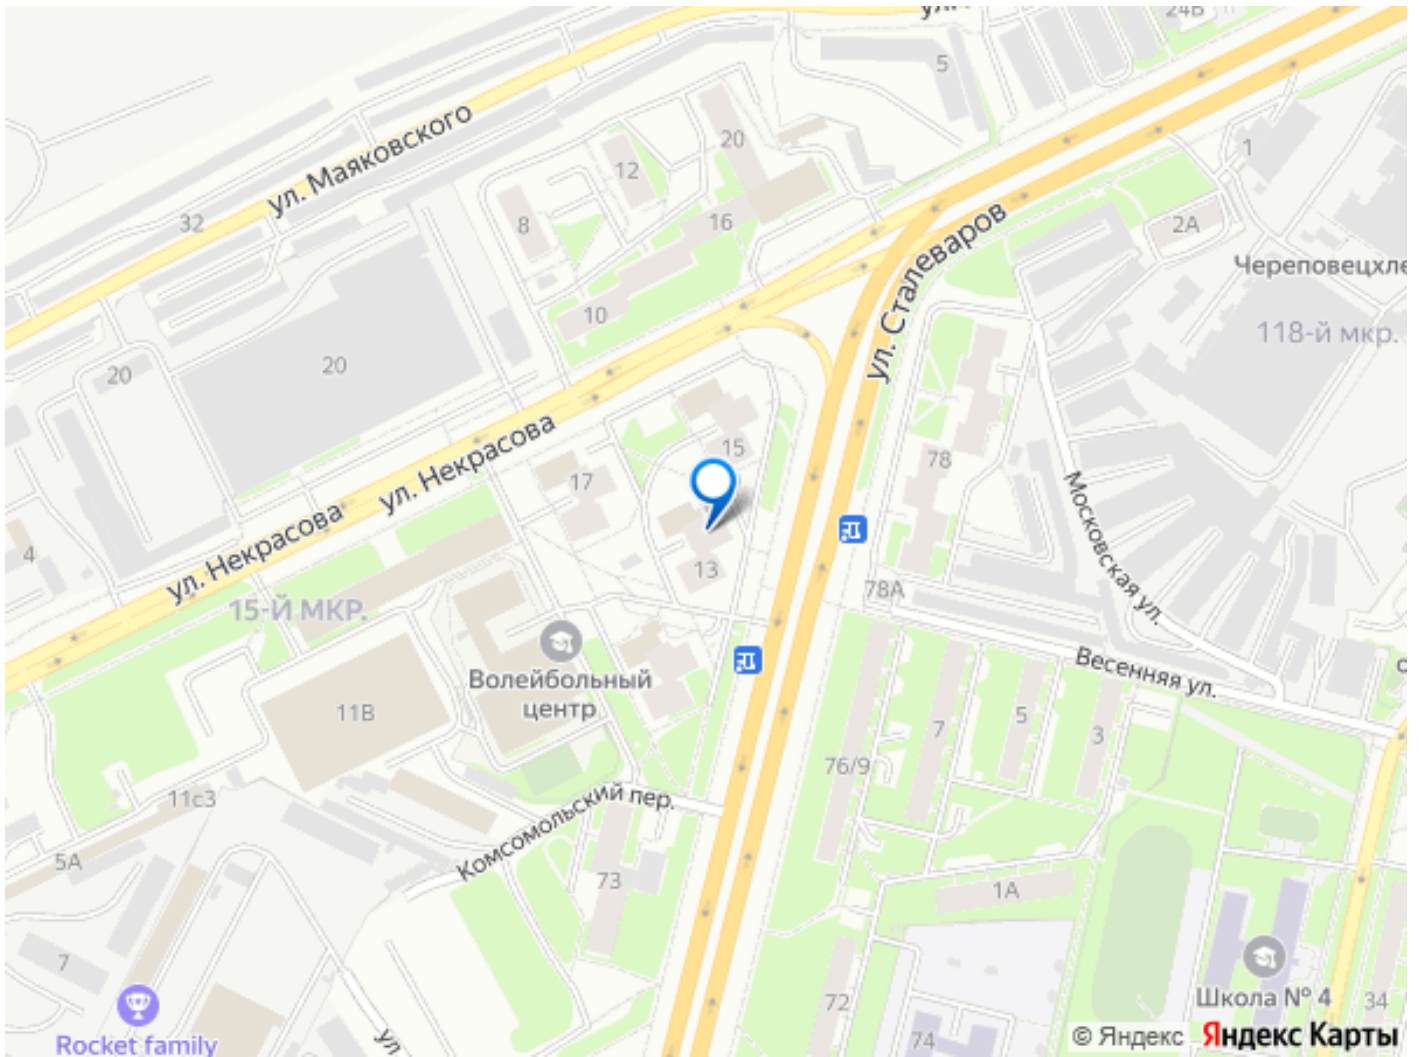 24В
5
ул. Маяковского
20
12
1
32
8
16
2А
ул. Сталеваров
Череповецхле
10
118-й мкр.
20
20
15
ул. Некрасова
78
17
Московская ул.
ул. Некрасова
4
13
78А
15-Й МКР.
Весенняя ул.
Волейбольный
центр
11В
7
5
3
76/9
11с3
Комсомольский пер.
5А
73
1А
7
Школа № 4
72
34
74
ул
Rocket family
© Яндекс Яндекс Карты